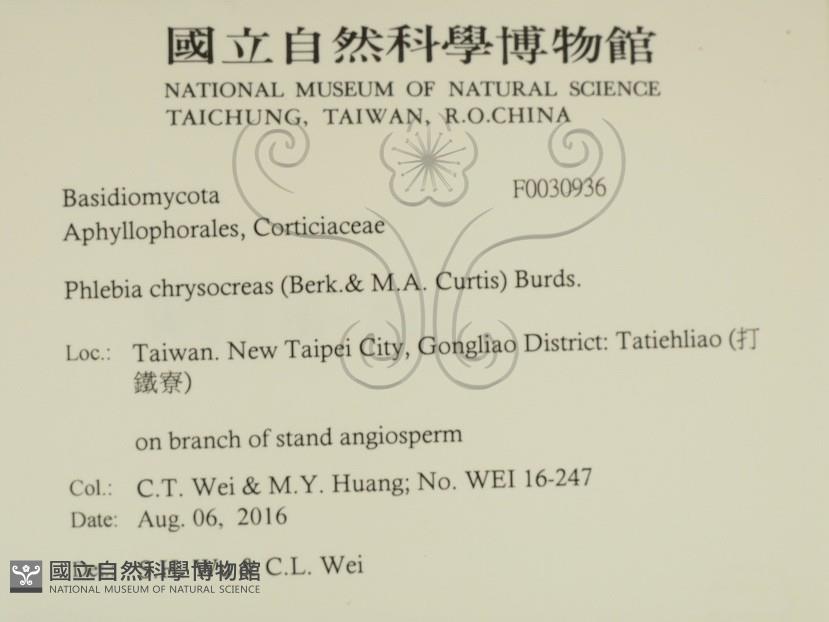 國立自然科學博物館
NATIONAL MUSEUM OF NATURAL SCIENCE
TAICHUNG, TAIWAN, R.O.CHINA
Basidiomycota F0030936
Aphyllophorales, Corticiaceae
Phlebia chrysocreas (Berk.& M.A. Curtis) Burds.
Loc.: Taiwan. New Taipei City, Gongliao District: Tatiehliao (打
鐵寮)
on branch of stand angiosperm
Col.: C.T. Wei & M.Y. Huang; No. WEI 16-247
Date: Aug. 06, 2016
& C.L. Wei
國立自然科學博物館
NATIONAL MUSEUM OF NATURAL SCIENCE